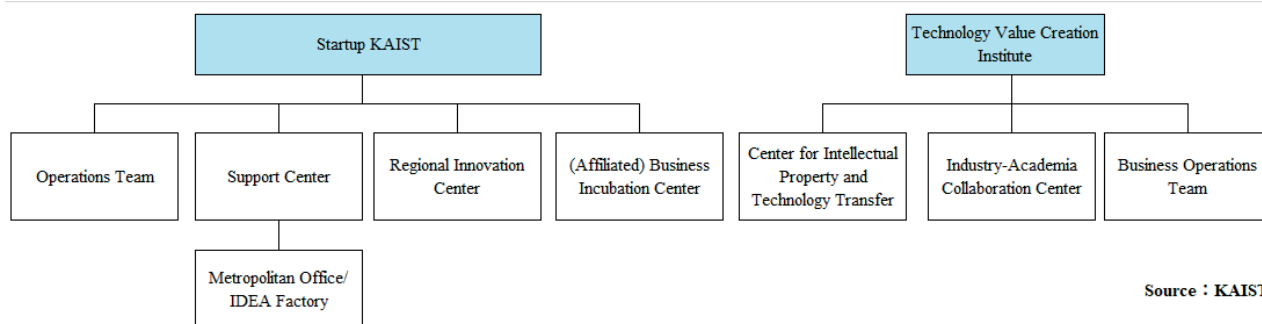 Startup KAIST
Technology Value Creation
Institute
Operations Team
Support Center
Regional Innovation
Center
(Affiliated) Business
Incubation Center
Center for Intellectual
Property and
Technology Transfer
Industry-Academia
Collaboration Center
Business Operations
Team
Metropolitan Office/
IDEA Factory
Source：KAIST